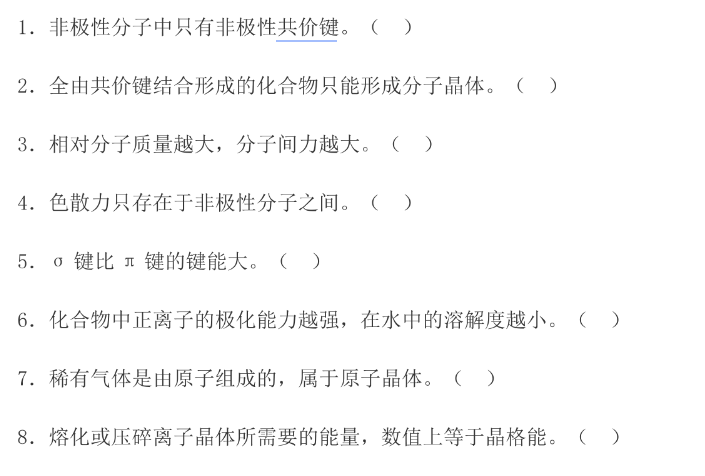 1．非极性分子中只有非极性共价键。（　）
2．全由共价键结合形成的化合物只能形成分子晶体。（　）
3．相对分子质量越大，分子间力越大。（　）
4．色散力只存在于非极性分子之间。（　）
5．σ 键比 π 键的键能大。（　）
6．化合物中正离子的极化能力越强，在水中的溶解度越小。（　）
7．稀有气体是由原子组成的，属于原子晶体。（　）
8．熔化或压碎离子晶体所需要的能量，数值上等于晶格能。（　）